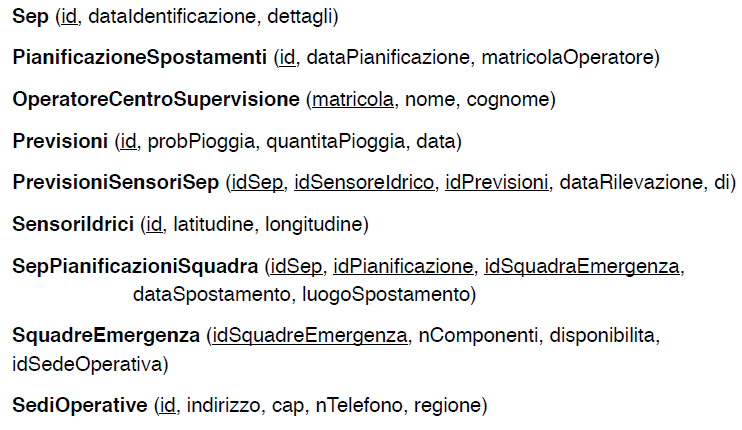 Sep (id, dataIdentificazione, dettagli)
PianificazioneSpostamenti (id, dataPianificazione, matricolaOperatore)
OperatoreCentroSupervisione (matricola, nome, cognome)
Previsioni (id, probPioggia, quantitaPioggia, data)
PrevisioniSensoriSep (idSep, idSensoreIdrico, idPrevisioni, dataRilevazione, di)
SensoriIdrici (id, latitudine, longitudine)
SepPianificazioniSquadra (idSep, idPianificazione, idSquadraEmergenza,
dataSpostamento, luogoSpostamento)
SquadreEmergenza (idSquadreEmergenza, nComponenti, disponibilita,
idSedeOperativa)
SediOperative (id, indirizzo, cap, nTelefono, regione)